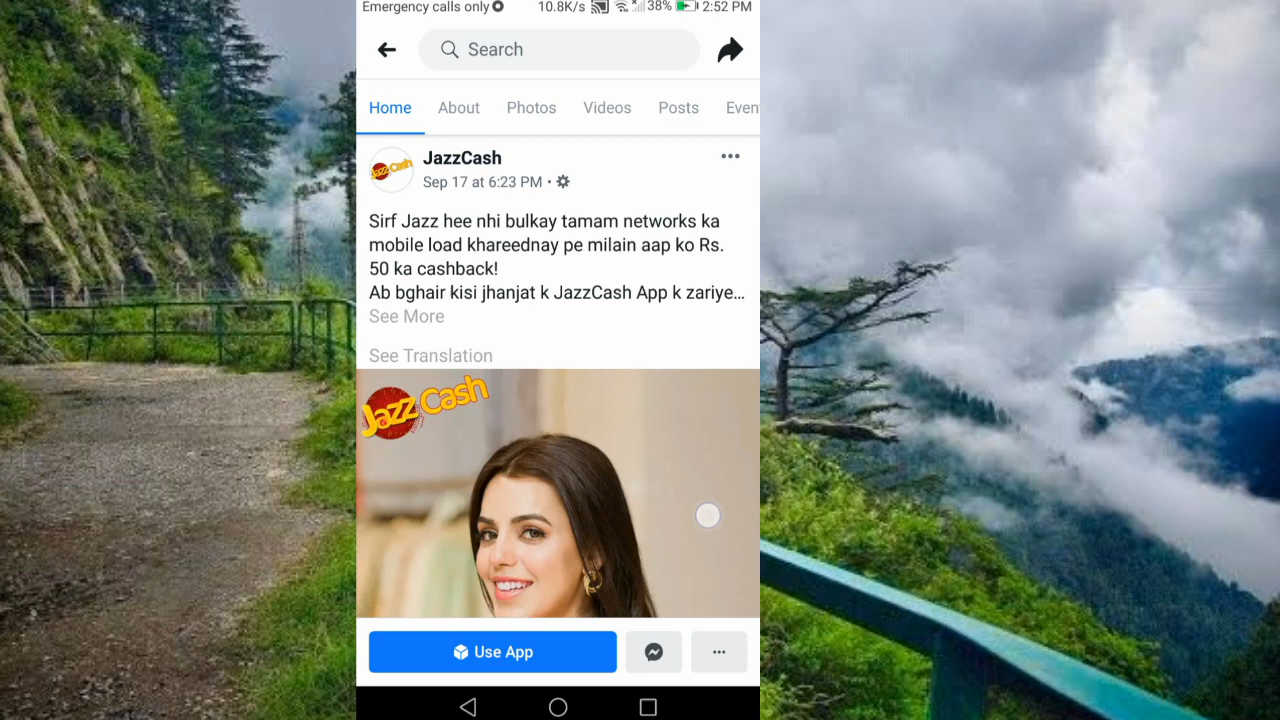 Emergency calls only 10.8K/s 38% 2:52 PM
Search
Home About Photos Videos Posts Even
JazzCash
JazzCash
Sep 17 at 6:23 PM •
Sirf Jazz hee nhi bulkay tamam networks ka
mobile load khareednay pe milain aap ko Rs.
50 ka cashback!
Ab bghair kisi jhanjat k JazzCash App k zariye...
See More
See Translation
Jazz Cash
Use App